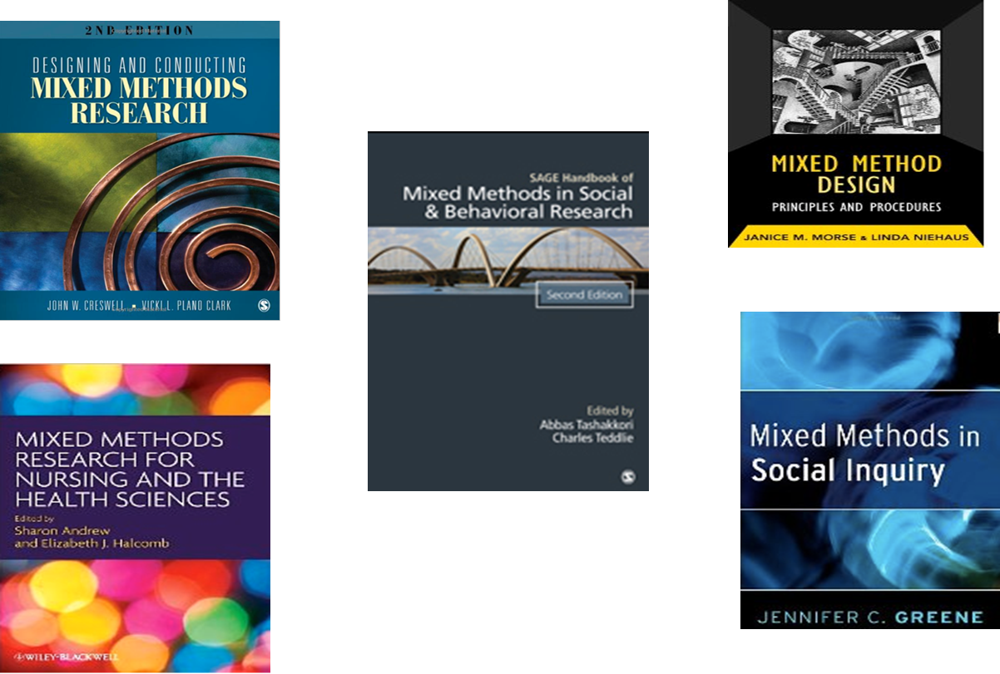 2ND EDITION
DESIGNING AND CONDUCTING
MIXED METHODS
RESEARCH
JOHN W. CRESWELL ▪ VICKI L. PLANO CLARK
MIXED METHODS
RESEARCH FOR
NURSING AND THE
HEALTH SCIENCES
Edited by
Sharon Andrew
and Elizabeth J. Halcomb
WILEY-BLACKWELL
SAGE Handbook of
Mixed Methods in Social
& Behavioral Research
Second Edition
Edited by
Abbas Tashakkori
Charles Teddlie
MIXED METHOD
DESIGN
PRINCIPLES AND PROCEDURES
JANICE M. MORSE & LINDA NIEHAUS
Mixed Methods in
Social Inquiry
JENNIFER C. GREENE